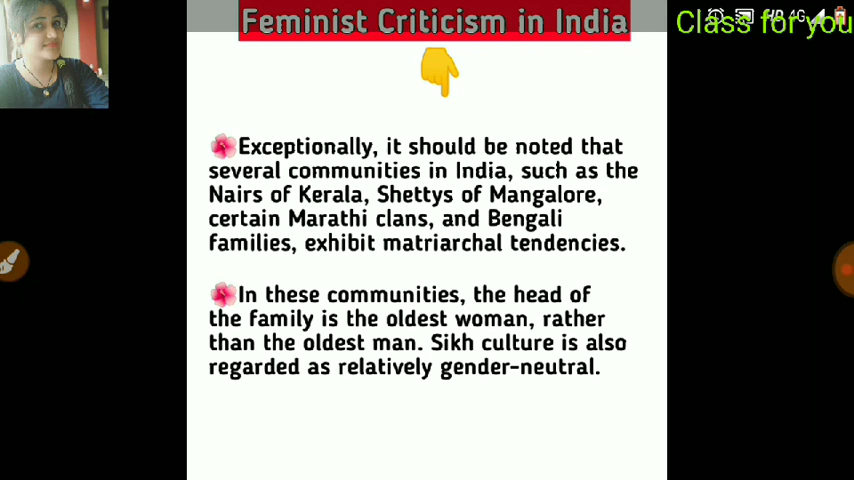 Feminist Criticism in India
Class for you
HD 4G
Exceptionally, it should be noted that
several communities in India, such as the
Nairs of Kerala, Shettys of Mangalore,
certain Marathi clans, and Bengali
families, exhibit matriarchal tendencies.
In these communities, the head of
the family is the oldest woman, rather
than the oldest man. Sikh culture is also
regarded as relatively gender-neutral.